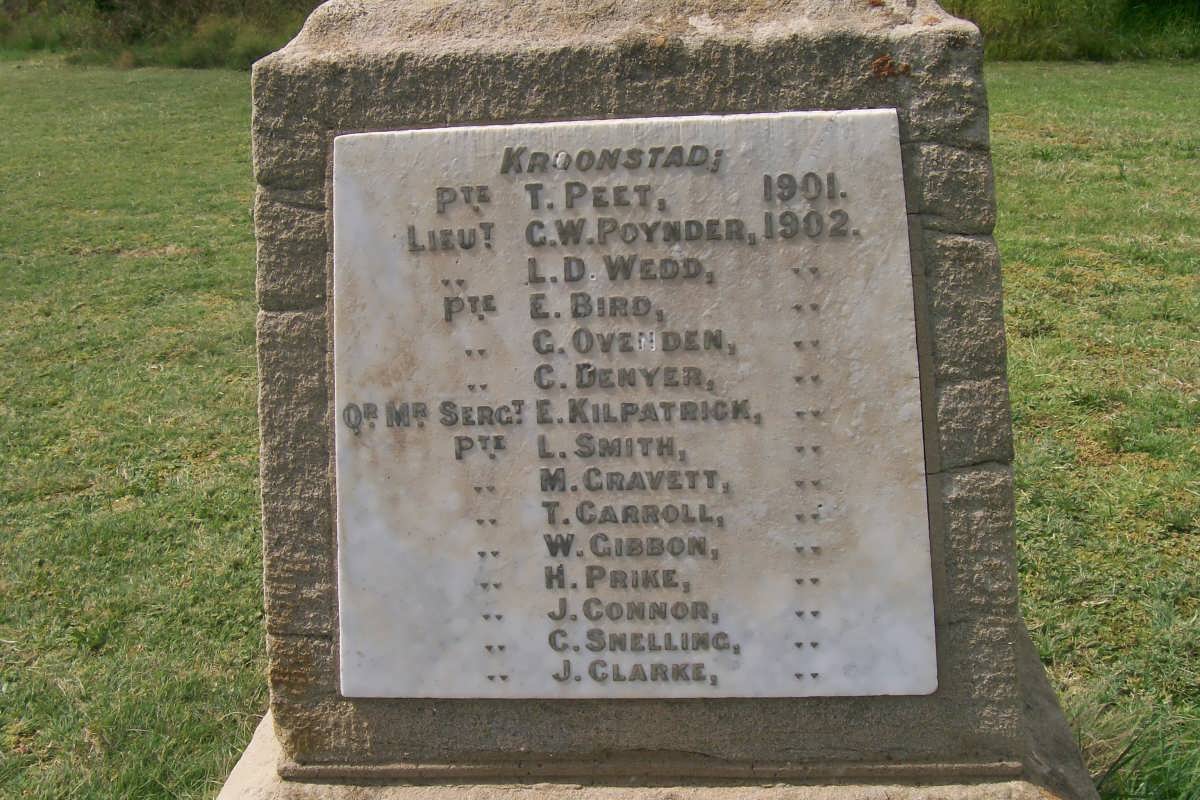 KROONSTAD;
PTE T. PEET, 1901.
LIEUT G.W. POYNDER, 1902.
,, L. D. WEDD, ,,
PTE E. BIRD, ,,
,, G. OVENDEN, ,,
,, C. DENYER, ,,
QR MR SERGT E. KILPATRICK, ,,
PTE L. SMITH, ,,
,, M. GRAVETT, ,,
,, T. CARROLL, ,,
,, W. GIBBON, ,,
,, H. PRIKE, ,,
,, J. CONNOR, ,,
,, G. SNELLING, ,,
,, J. CLARKE, ,,